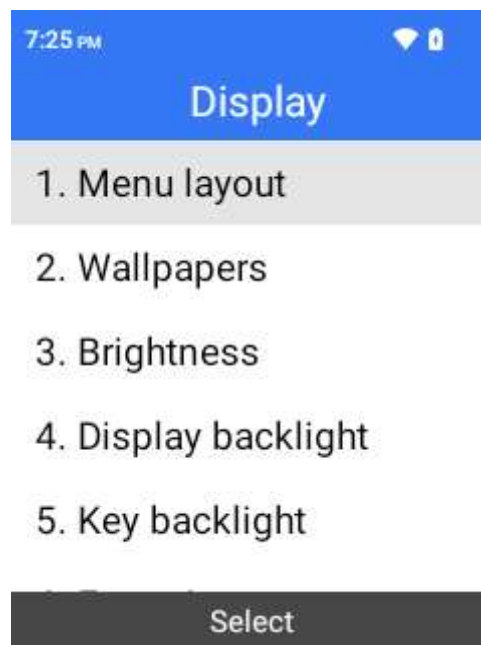 7:25 PM
Display
1. Menu layout
2. Wallpapers
3. Brightness
4. Display backlight
5. Key backlight
Select